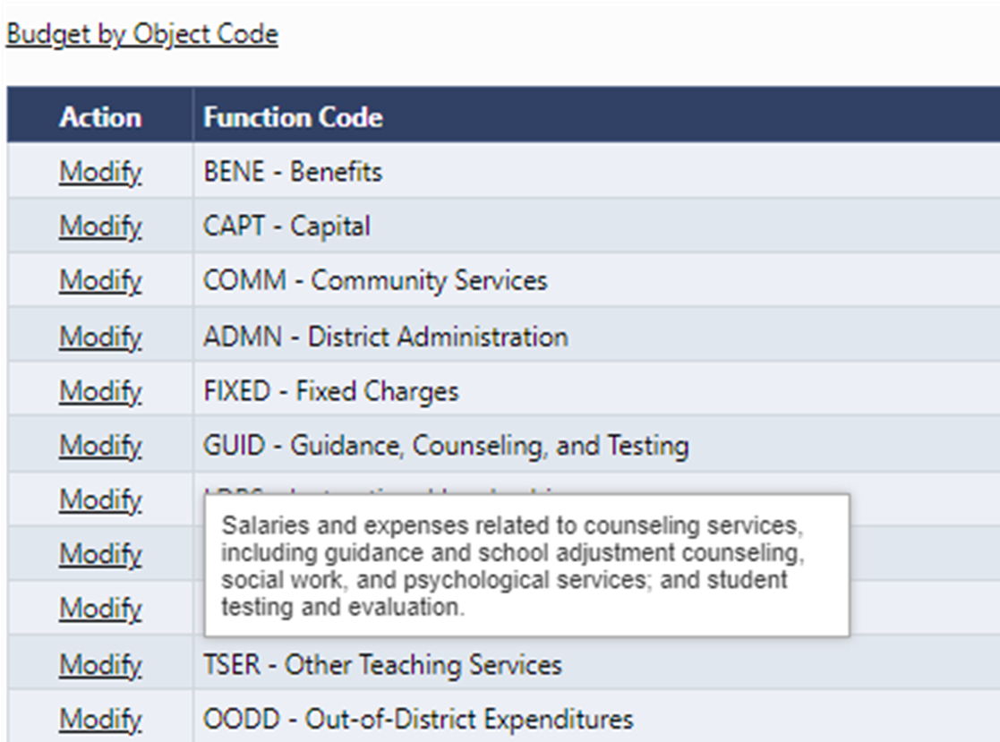 Budget by Object Code
Action Function Code
Modify BENE - Benefits
Modify CAPT - Capital
Modify COMM - Community Services
Modify ADMN - District Administration
Modify FIXED - Fixed Charges
Modify GUID - Guidance, Counseling, and Testing
Modify
Salaries and expenses related to counseling services,
including guidance and school adjustment counseling,
Modify
social work, and psychological services; and student
Modify
testing and evaluation.
Modify TSER - Other Teaching Services
Modify OODD - Out-of-District Expenditures